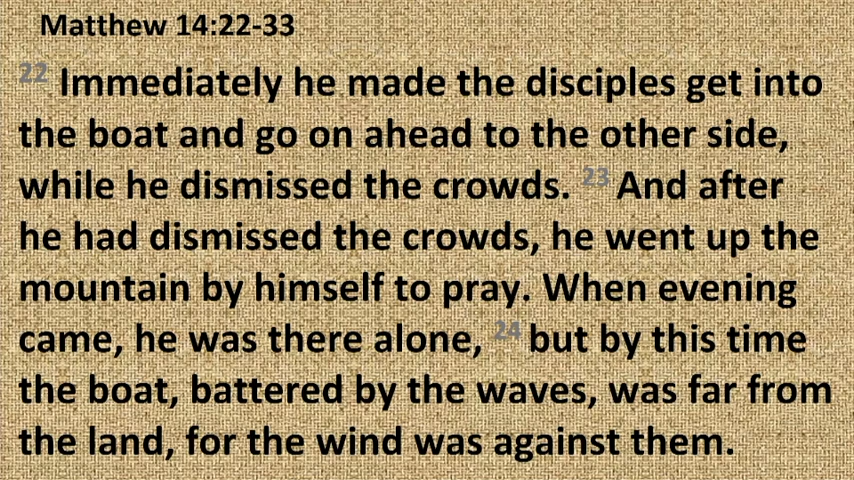 Matthew 14:22-33
22 Immediately he made the disciples get into
the boat and go on ahead to the other side,
while he dismissed the crowds. 23 And after
he had dismissed the crowds, he went up the
mountain by himself to pray. When evening
came, he was there alone, 24 but by this time
the boat, battered by the waves, was far from
the land, for the wind was against them.